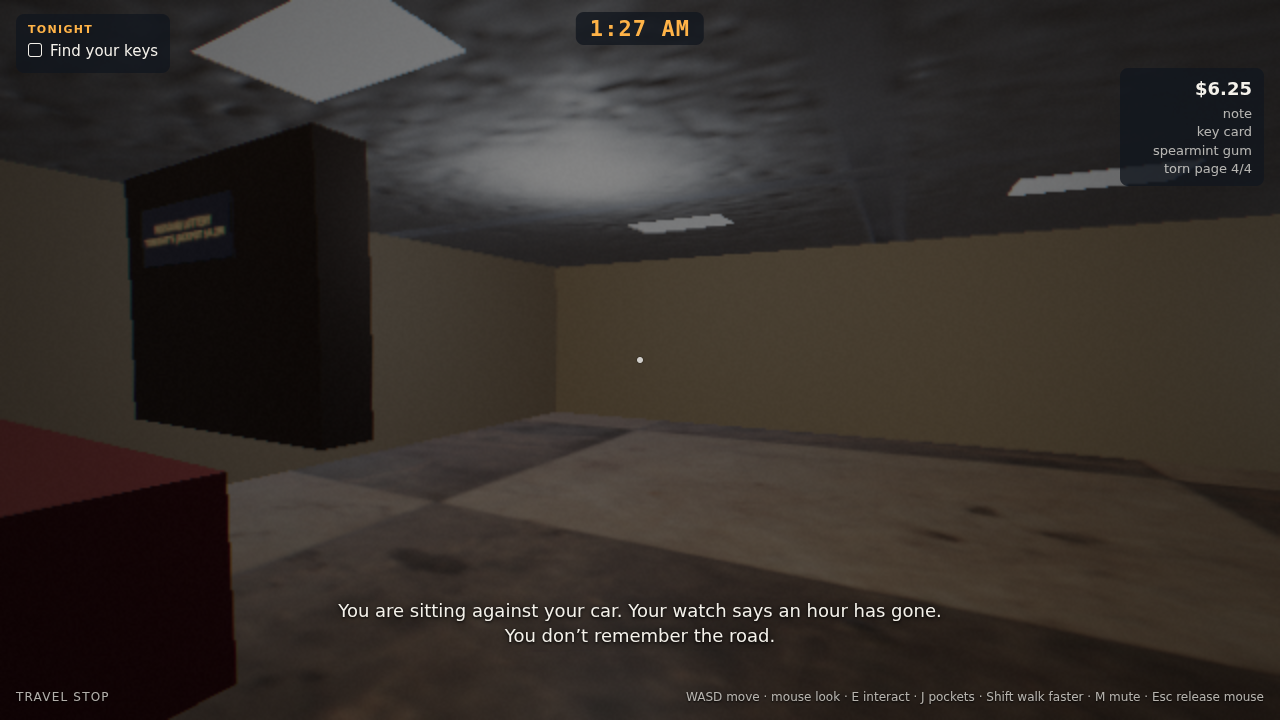 TONIGHT
Find your keys
1:27 AM
$6.25
note
key card
spearmint gum
torn page 4/4
You are sitting against your car. Your watch says an hour has gone.
You don’t remember the road.
TRAVEL STOP
WASD move · mouse look · E interact · J pockets · Shift walk faster · M mute · Esc release mouse